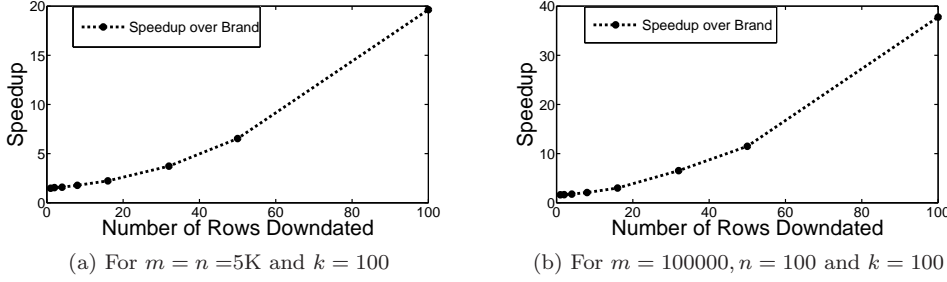 20
15
10
5
0
Speedup
Speedup over Brand
0 20 40 60 80 100
Number of Rows Downdated
(a) For m = n =5K and k = 100
40
30
20
10
0
Speedup
Speedup over Brand
0 20 40 60 80 100
Number of Rows Downdated
(b) For m = 100000, n = 100 and k = 100